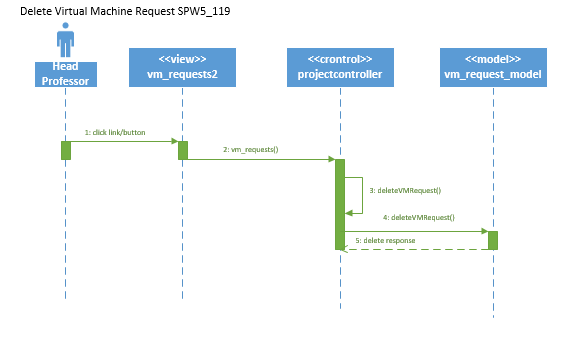 Delete Virtual Machine Request SPW5_119
Head
Professor
<<view>>
vm_requests2
<<crontrol>>
projectcontroller
<<model>>
vm_request_model
1: click link/button
2: vm_requests()
3: deleteVMRequest()
4: deleteVMRequest()
5: delete response